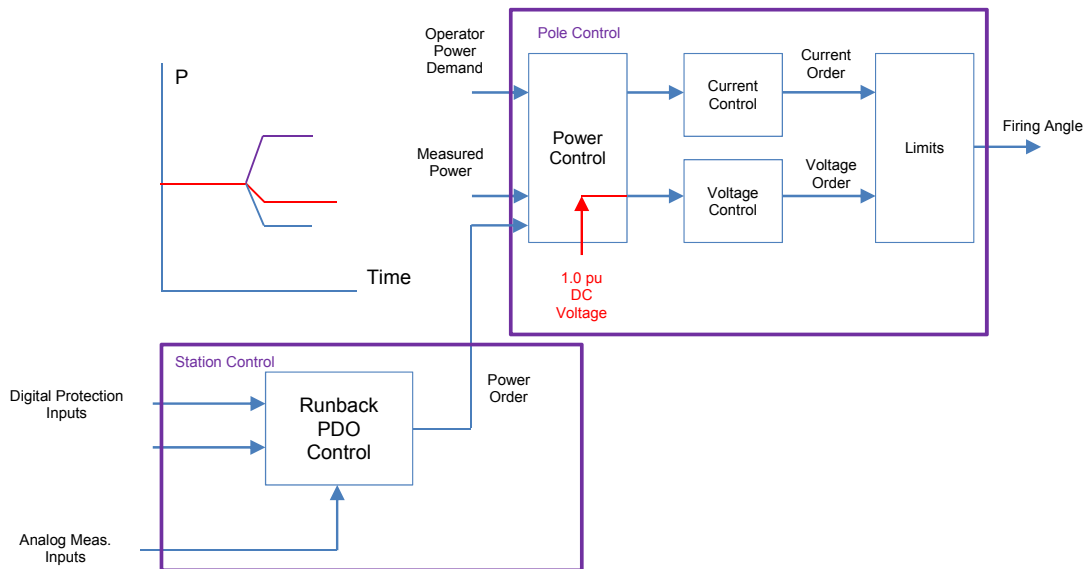 Operator
Power
Demand
Pole Control
P
Current
Control
Current
Order
Measured
Power
Power
Control
Limits
Firing Angle
Voltage
Control
Voltage
Order
Time
1.0 pu
DC
Voltage
Station Control
Digital Protection
Inputs
Runback
PDO
Control
Power
Order
Analog Meas.
Inputs